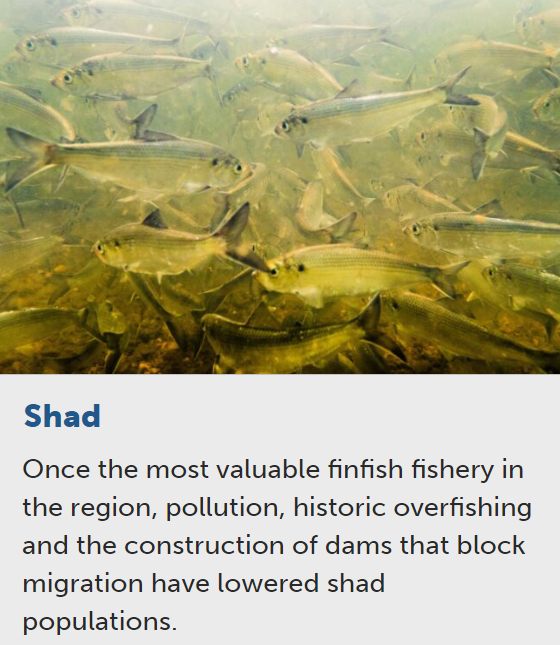 Shad
Once the most valuable finfish fishery in
the region, pollution, historic overfishing
and the construction of dams that block
migration have lowered shad
populations.